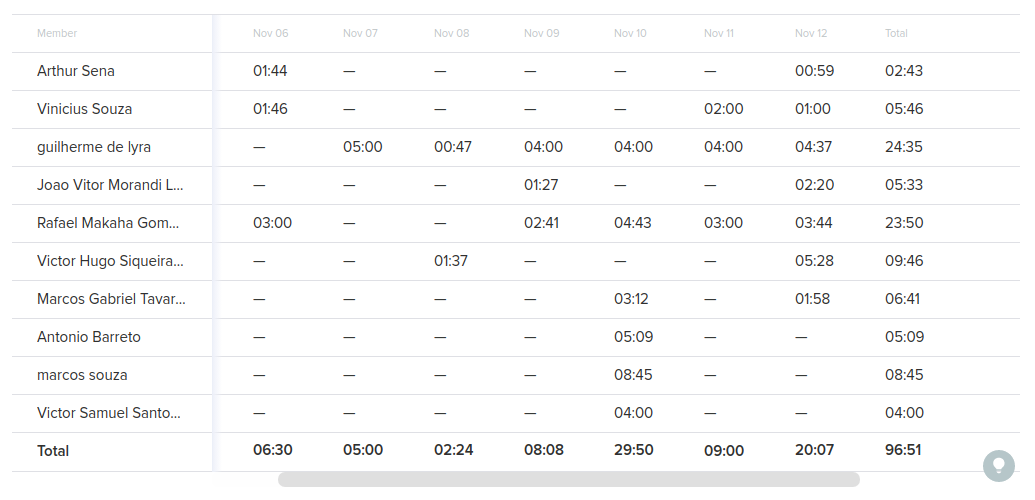 Member Nov 06 Nov 07 Nov 08 Nov 09 Nov 10 Nov 11 Nov 12 Total
Arthur Sena 01:44 — — — — — 00:59 02:43
Vinicius Souza 01:46 — — — — 02:00 01:00 05:46
guilherme de lyra — 05:00 00:47 04:00 04:00 04:00 04:37 24:35
Joao Vitor Morandi L... — — — 01:27 — — 02:20 05:33
Rafael Makaha Gom... 03:00 — — 02:41 04:43 03:00 03:44 23:50
Victor Hugo Siqueira... — — 01:37 — — — 05:28 09:46
Marcos Gabriel Tavar... — — — — 03:12 — 01:58 06:41
Antonio Barreto — — — — 05:09 — — 05:09
marcos souza — — — — 08:45 — — 08:45
Victor Samuel Santo... — — — — 04:00 — — 04:00
Total 06:30 05:00 02:24 08:08 29:50 09:00 20:07 96:51